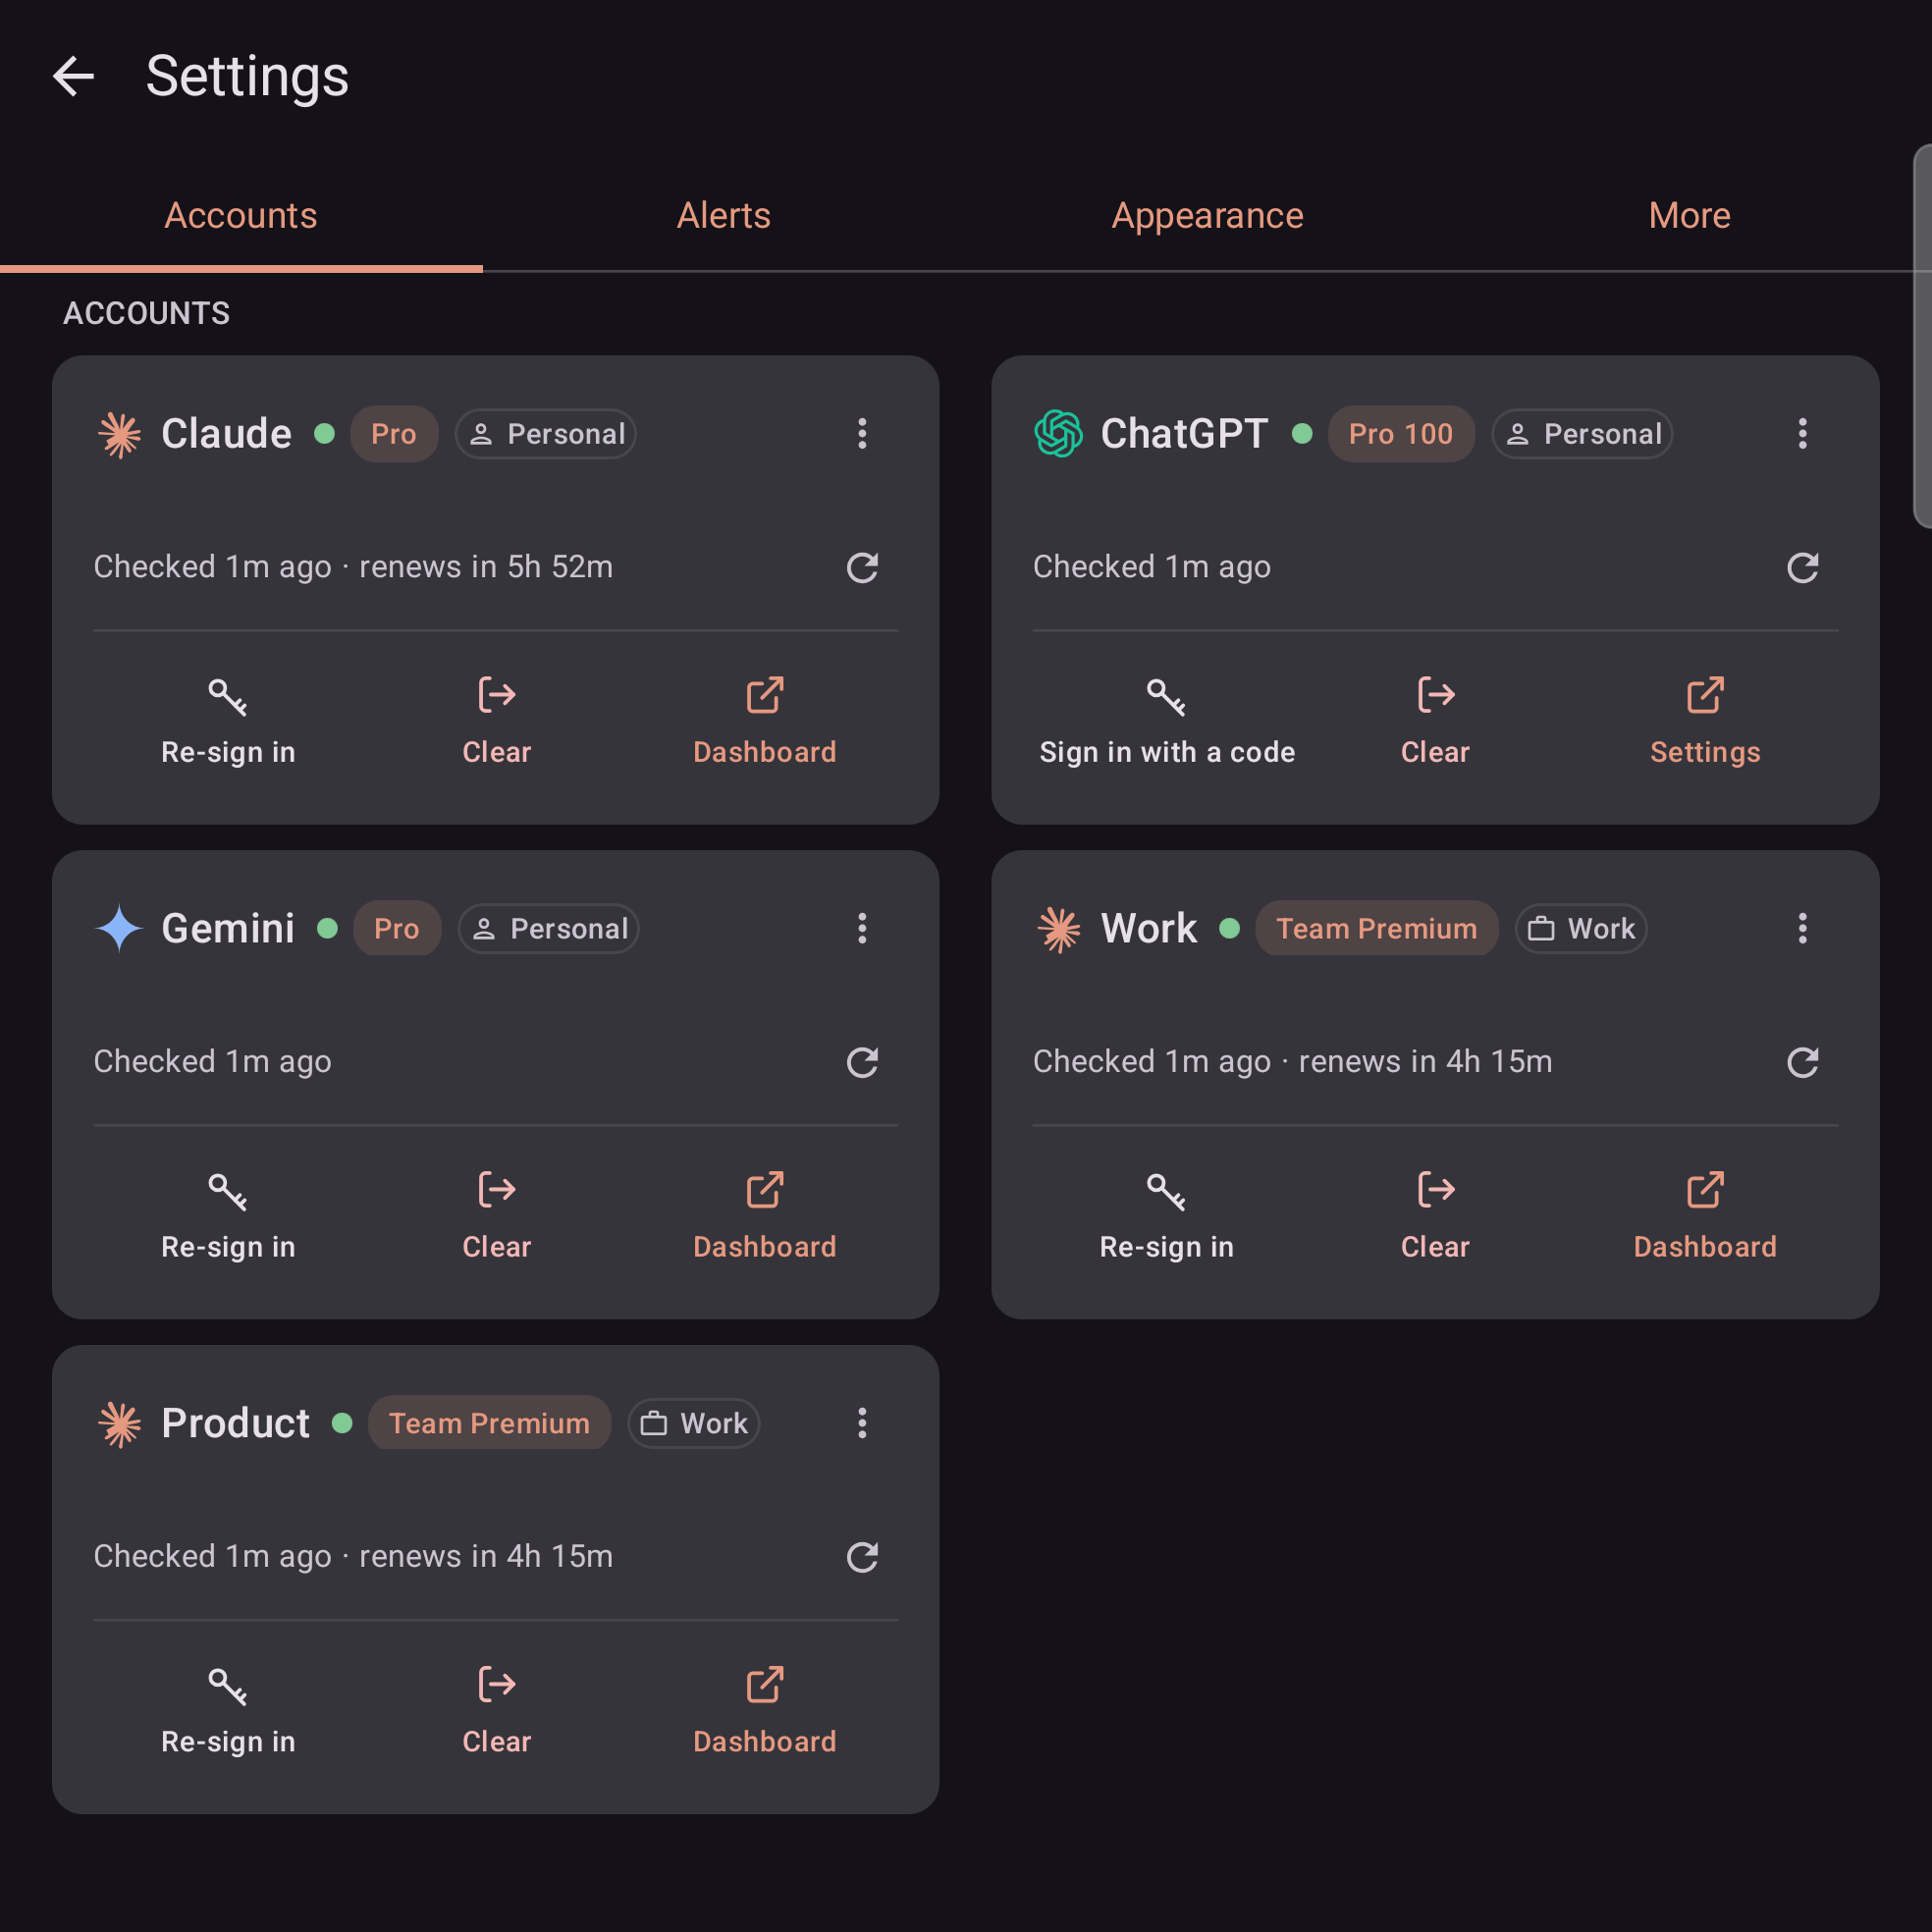 Settings
Accounts
Alerts
Appearance
More
ACCOUNTS
Claude Pro Personal
Checked 1m ago · renews in 5h 52m
Re-sign in
Clear
Dashboard
ChatGPT Pro 100 Personal
Checked 1m ago
Sign in with a code
Clear
Settings
Gemini Pro Personal
Checked 1m ago
Re-sign in
Clear
Dashboard
Work Team Premium Work
Checked 1m ago · renews in 4h 15m
Re-sign in
Clear
Dashboard
Product Team Premium Work
Checked 1m ago · renews in 4h 15m
Re-sign in
Clear
Dashboard